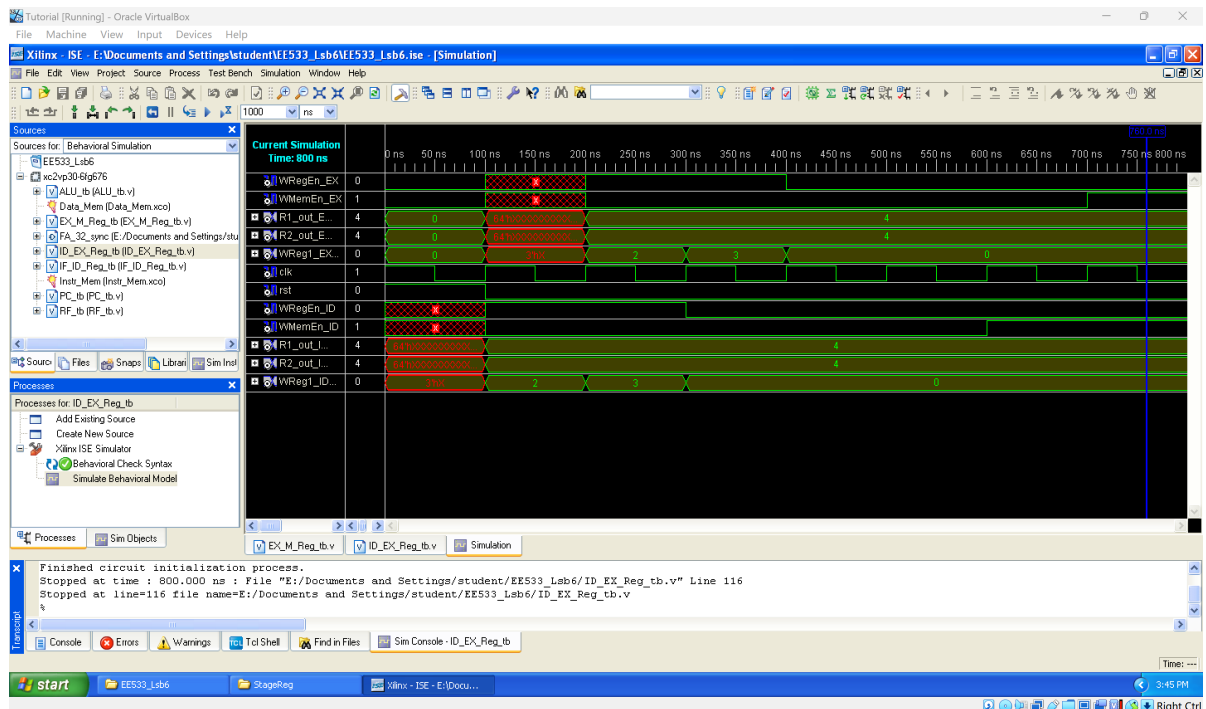 Tutorial [Running] - Oracle VirtualBox
File Machine View Input Devices Help
Xilinx - ISE - E:\Documents and Settings\student\EE533_Lsb6\EE533_Lsb6.ise - [Simulation]
File Edit View Project Source Process Test Bench Simulation Window Help
1000 ns
Sources
Sources for: Behavioral Simulation
EE533_Lsb6
xc2vp30-6fg676
ALU_tb (ALU_tb.v)
Data_Mem (Data_Mem.xco)
EX_M_Reg_tb (EX_M_Reg_tb.v)
FA_32_sync (E:/Documents and Settings/stu
ID_EX_Reg_tb (ID_EX_Reg_tb.v)
IF_ID_Reg_tb (IF_ID_Reg_tb.v)
Instr_Mem (Instr_Mem.xco)
PC_tb (PC_tb.v)
RF_tb (RF_tb.v)
Sourc Files Snaps Librari Sim Inst
Processes
Processes for: ID_EX_Reg_tb
Add Existing Source
Create New Source
Xilinx ISE Simulator
Behavioral Check Syntax
Simulate Behavioral Model
Processes Sim Objects
Current Simulation
Time: 800 ns
0 ns 50 ns 100 ns 150 ns 200 ns 250 ns 300 ns 350 ns 400 ns 450 ns 500 ns 550 ns 600 ns 650 ns 700 ns 750 ns 800 ns
WRegEn_EX 0 X
WMemEn_EX 1 X
R1_out_E... 4 0 4
R2_out_E... 4 0 4
WReg1_EX... 0 0 2 3 0
clk 1
rst 0
WRegEn_ID 0 X
WMemEn_ID 1 X
R1_out_I... 4 4
R2_out_I... 4 4
WReg1_ID... 0 2 3 0
EX_M_Reg_tb.v ID_EX_Reg_tb.v Simulation
Finished circuit initialization process.
Stopped at time : 800.000 ns : File "E:/Documents and Settings/student/EE533_Lsb6/ID_EX_Reg_tb.v" Line 116
Stopped at line=116 file name=E:/Documents and Settings/student/EE533_Lsb6/ID_EX_Reg_tb.v
%
Transcript
Console Errors Warnings Tcl Shell Find in Files Sim Console - ID_EX_Reg_tb
Time: ---
start EE533_Lsb6 StageReg Xilinx - ISE - E:\Docu... 3:45 PM
Right Ctrl